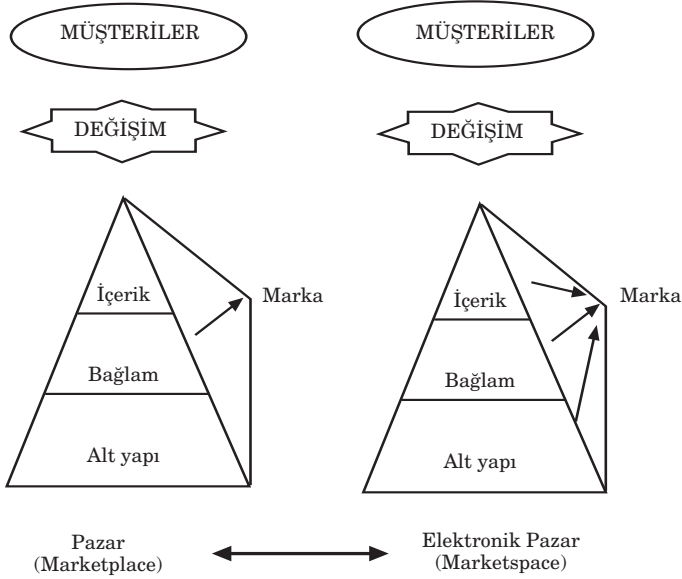 MÜŞTERİLER
DEĞİŞİM
İçerik
Marka
Bağlam
Alt yapı
Pazar
(Marketplace)
MÜŞTERİLER
DEĞİŞİM
İçerik
Marka
Bağlam
Alt yapı
Elektronik Pazar
(Marketspace)